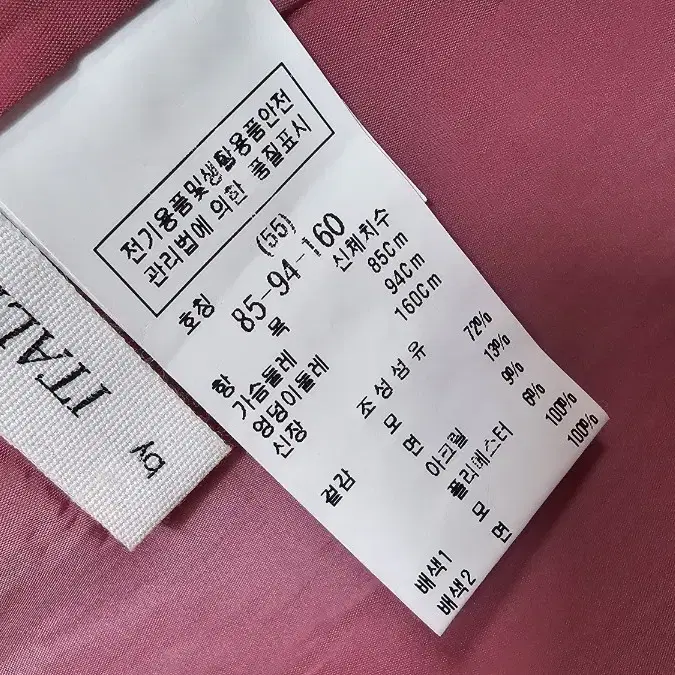 전기용품및생활용품안전
관리법에 의한 품질표시
(55)
호칭 85-94-160
항 목 신체치수
가슴둘레 85Cm
엉덩이둘레 94Cm
신장 160Cm
조성섬유
겉감 모 72%
면 13%
아크릴 9%
폴리에스터 6%
배색1 모 100%
배색2 면 100%
by ITAL